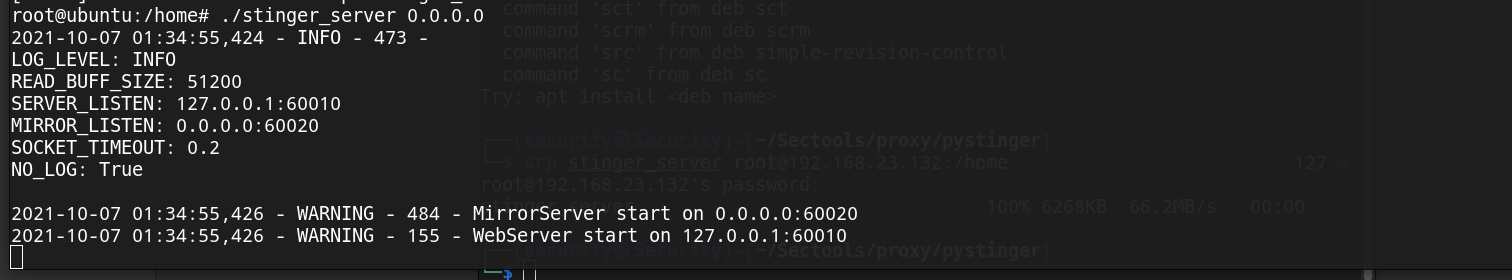 root@ubuntu:/home# ./stinger_server 0.0.0.0
2021-10-07 01:34:55,424 - INFO - 473 -
LOG_LEVEL: INFO
READ_BUFF_SIZE: 51200
SERVER_LISTEN: 127.0.0.1:60010
MIRROR_LISTEN: 0.0.0.0:60020
SOCKET_TIMEOUT: 0.2
NO_LOG: True
2021-10-07 01:34:55,426 - WARNING - 484 - MirrorServer start on 0.0.0.0:60020
2021-10-07 01:34:55,426 - WARNING - 155 - WebServer start on 127.0.0.1:60010
command 'sct' from deb sct
command 'scrm' from deb scrm
command 'src' from deb simple-revision-control
command 'sc' from deb sc
Try: apt install <deb name>
┌──(security㉿Security)-[~/Sectools/proxy/pystinger]
└─$ scp stinger_server root@192.168.23.132:/home 127
root@192.168.23.132's password:
stinger_server 100% 6268KB 66.2MB/s 00:00
┌──(security㉿Security)-[~/Sectools/proxy/pystinger]
└─$